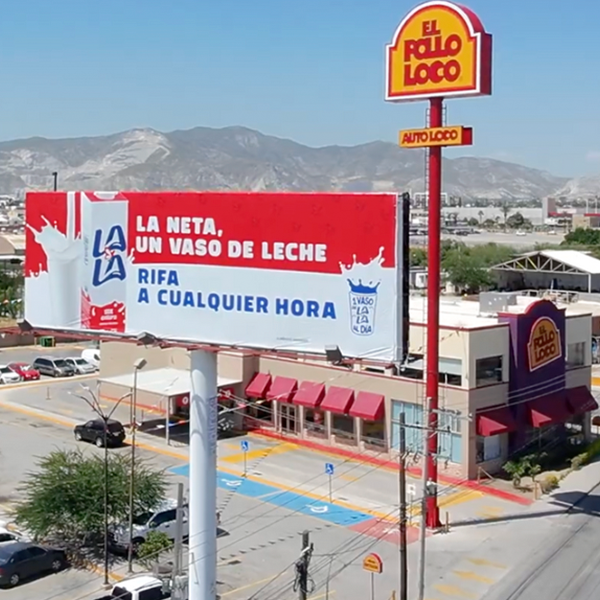 EL
POLLO
LOCO
AUTO LOCO
LALA
LA NETA,
UN VASO DE LECHE
RIFA
A CUALQUIER HORA
1 VASO
DE
LALA
AL DÍA
EL
POLLO
LOCO